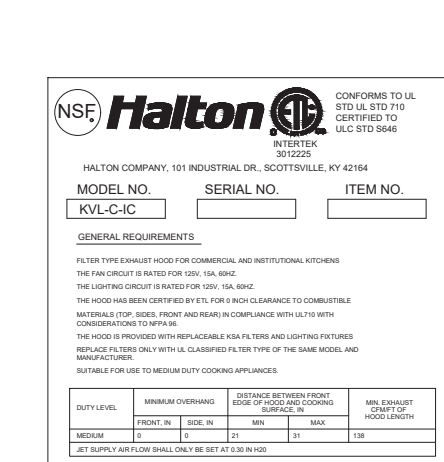 NSF
Halton
ETL
CONFORMS TO UL
STD UL STD 710
CERTIFIED TO
ULC STD S646
INTERTEK
3012225
HALTON COMPANY, 101 INDUSTRIAL DR., SCOTTSVILLE, KY 42164
MODEL NO. SERIAL NO. ITEM NO.
KVL-C-IC
GENERAL REQUIREMENTS
FILTER TYPE EXHAUST HOOD FOR COMMERCIAL AND INSTITUTIONAL KITCHENS
THE FAN CIRCUIT IS RATED FOR 125V, 15A, 60HZ.
THE LIGHTING CIRCUIT IS RATED FOR 125V, 15A, 60HZ.
THE HOOD HAS BEEN CERTIFIED BY ETL FOR 0 INCH CLEARANCE TO COMBUSTIBLE
MATERIALS (TOP, SIDES, FRONT AND REAR) IN COMPLIANCE WITH UL710 WITH
CONSIDERATIONS TO NFPA 96.
THE HOOD IS PROVIDED WITH REPLACEABLE KSA FILTERS AND LIGHTING FIXTURES
REPLACE FILTERS ONLY WITH UL CLASSIFIED FILTER TYPE OF THE SAME MODEL AND
MANUFACTURER.
SUITABLE FOR USE TO MEDIUM DUTY COOKING APPLIANCES.
DUTY LEVEL
MINIMUM OVERHANG
DISTANCE BETWEEN FRONT
EDGE OF HOOD AND COOKING
SURFACE, IN
MIN. EXHAUST
CFM/FT OF
HOOD LENGTH
FRONT, IN SIDE, IN MIN MAX
MEDIUM 0 0 21 31 138
JET SUPPLY AIR FLOW SHALL ONLY BE SET AT 0.30 IN H20